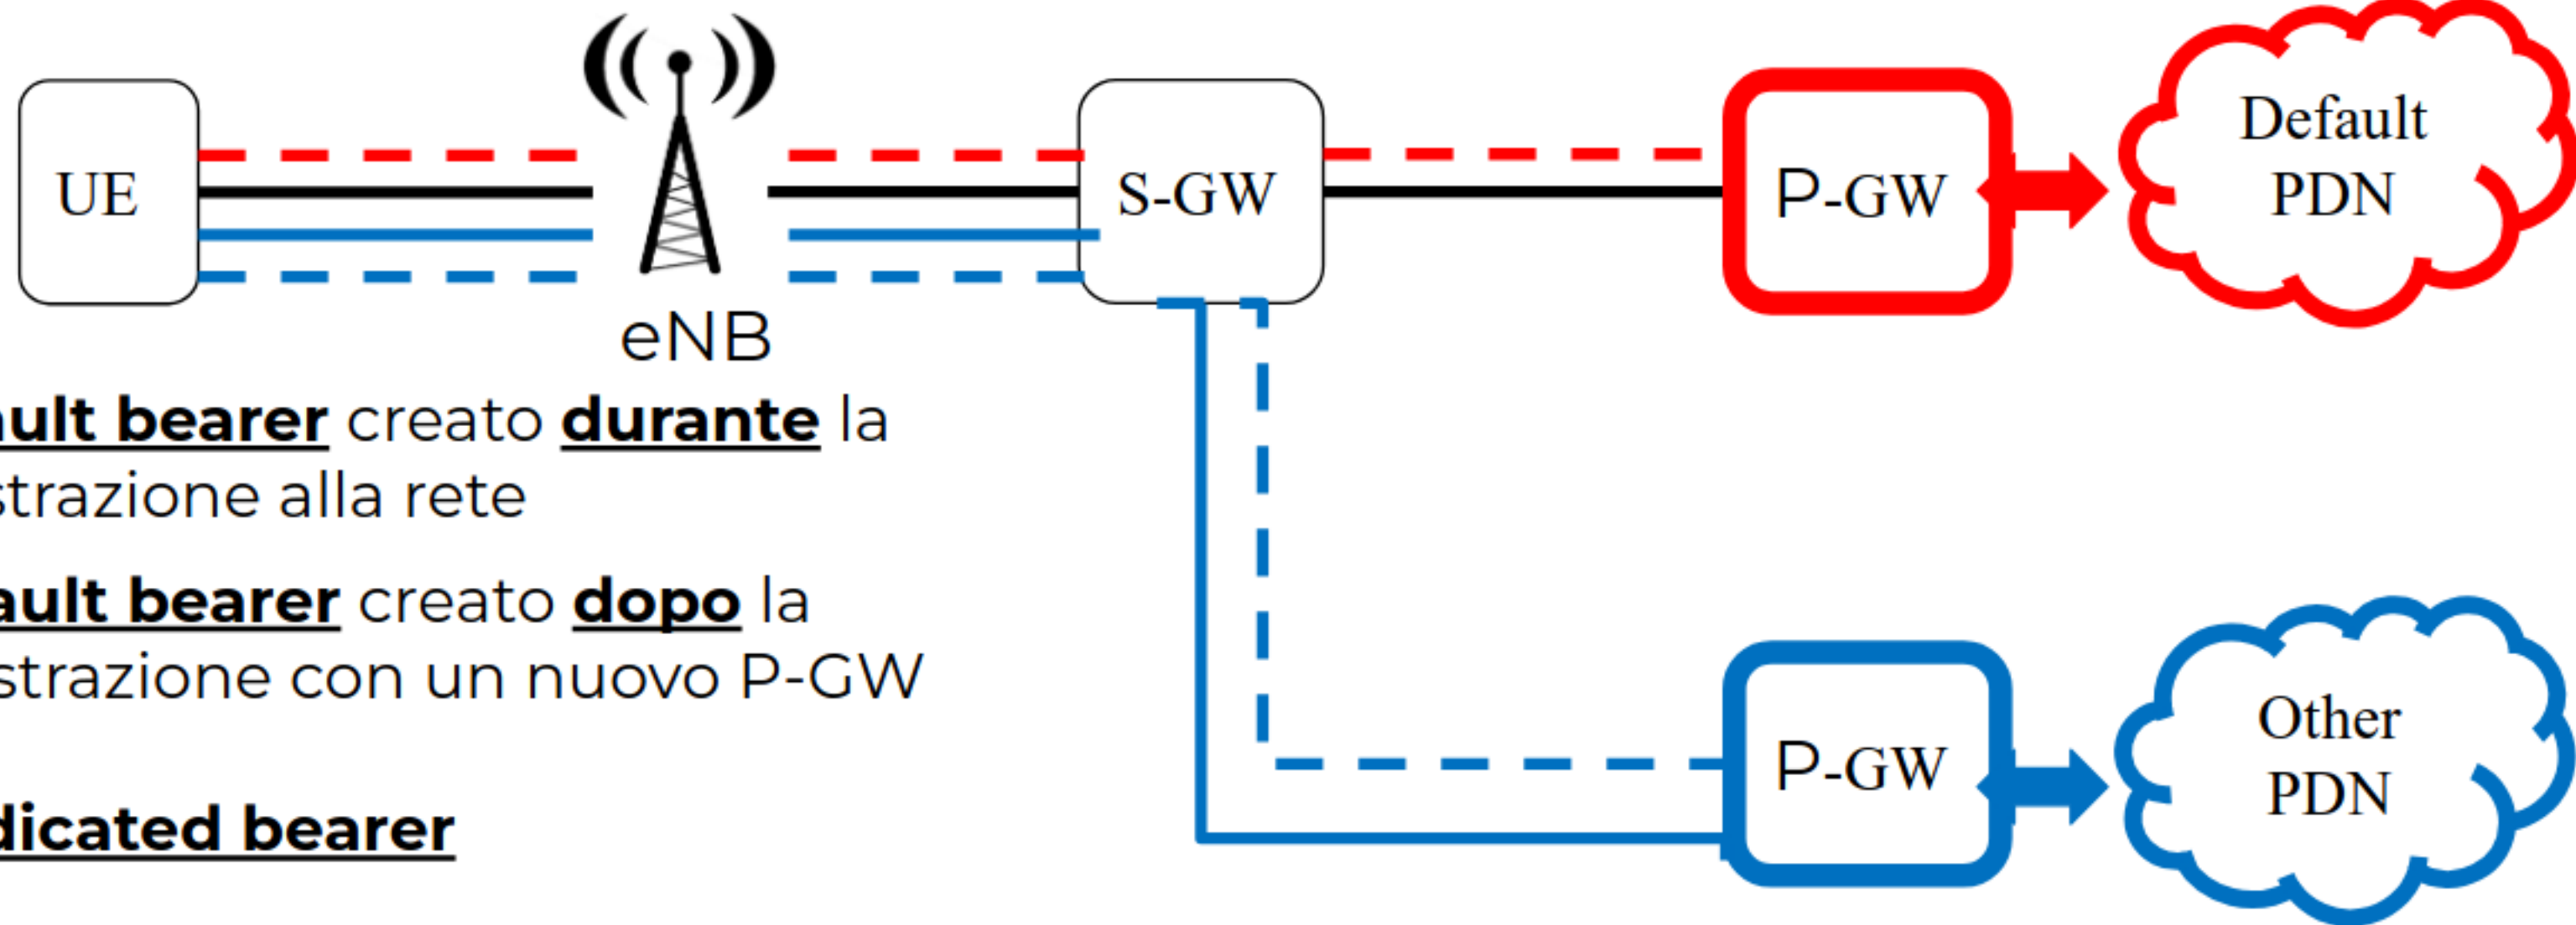 UE
eNB
S-GW
P-GW
Default
PDN
ault bearer creato durante la
strazione alla rete
ault bearer creato dopo la
strazione con un nuovo P-GW
dicated bearer
P-GW
Other
PDN